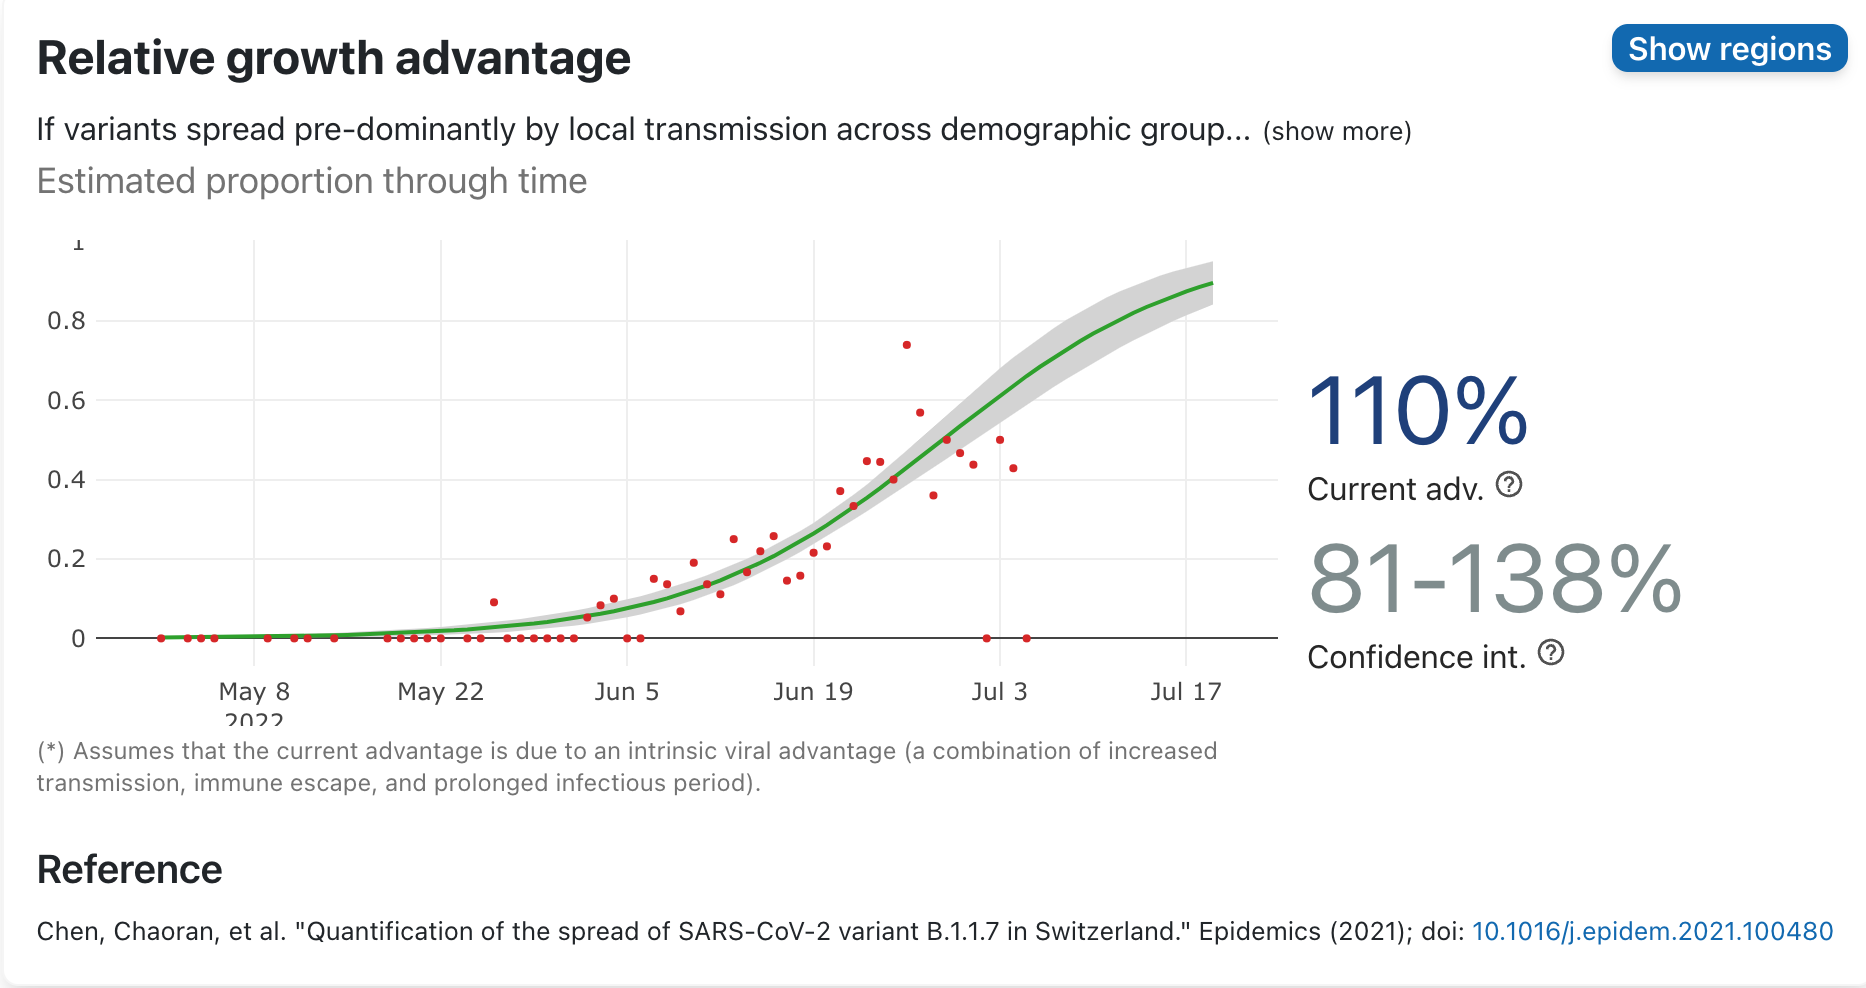 Relative growth advantage
Show regions
If variants spread pre-dominantly by local transmission across demographic group... (show more)
Estimated proportion through time
1
0.8
0.6
0.4
0.2
0
May 8
2022
May 22
Jun 5
Jun 19
Jul 3
Jul 17
110%
Current adv. ?
81-138%
Confidence int. ?
(*) Assumes that the current advantage is due to an intrinsic viral advantage (a combination of increased
transmission, immune escape, and prolonged infectious period).
Reference
Chen, Chaoran, et al. "Quantification of the spread of SARS-CoV-2 variant B.1.1.7 in Switzerland." Epidemics (2021); doi: 10.1016/j.epidem.2021.100480